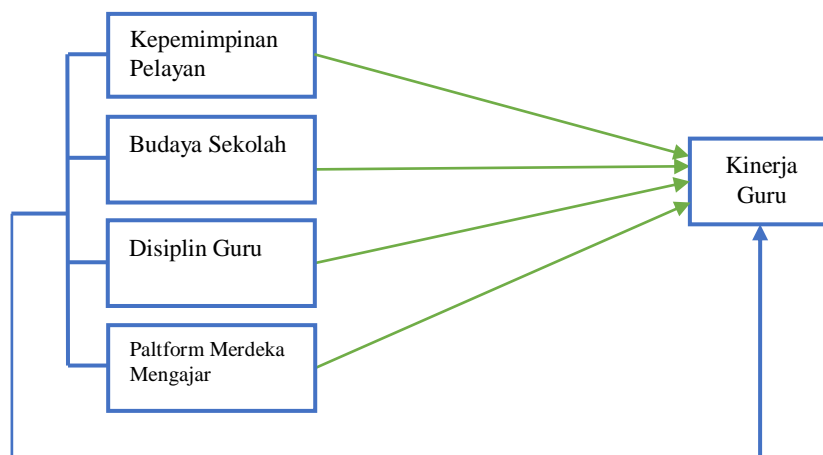 Kepemimpinan
Pelayan
Budaya Sekolah
Disiplin Guru
Paltform Merdeka
Mengajar
Kinerja
Guru